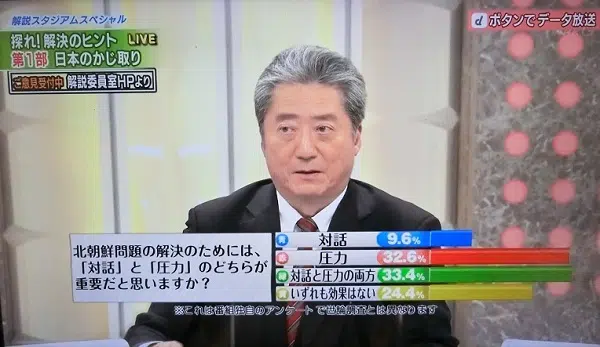 解説スタジアムスペシャル
探れ!解決のヒント LIVE
第1部 日本のかじ取り
ご意見受付中 解説委員室HPより
dボタンでデータ放送
北朝鮮問題の解決のためには、
「対話」と「圧力」のどちらが
重要だと思いますか?
青 対話 9.6%
赤 圧力 32.6%
緑 対話と圧力の両方 33.4%
黄 いずれも効果はない 24.4%
※これは番組独自のアンケートで世論調査とは異なります